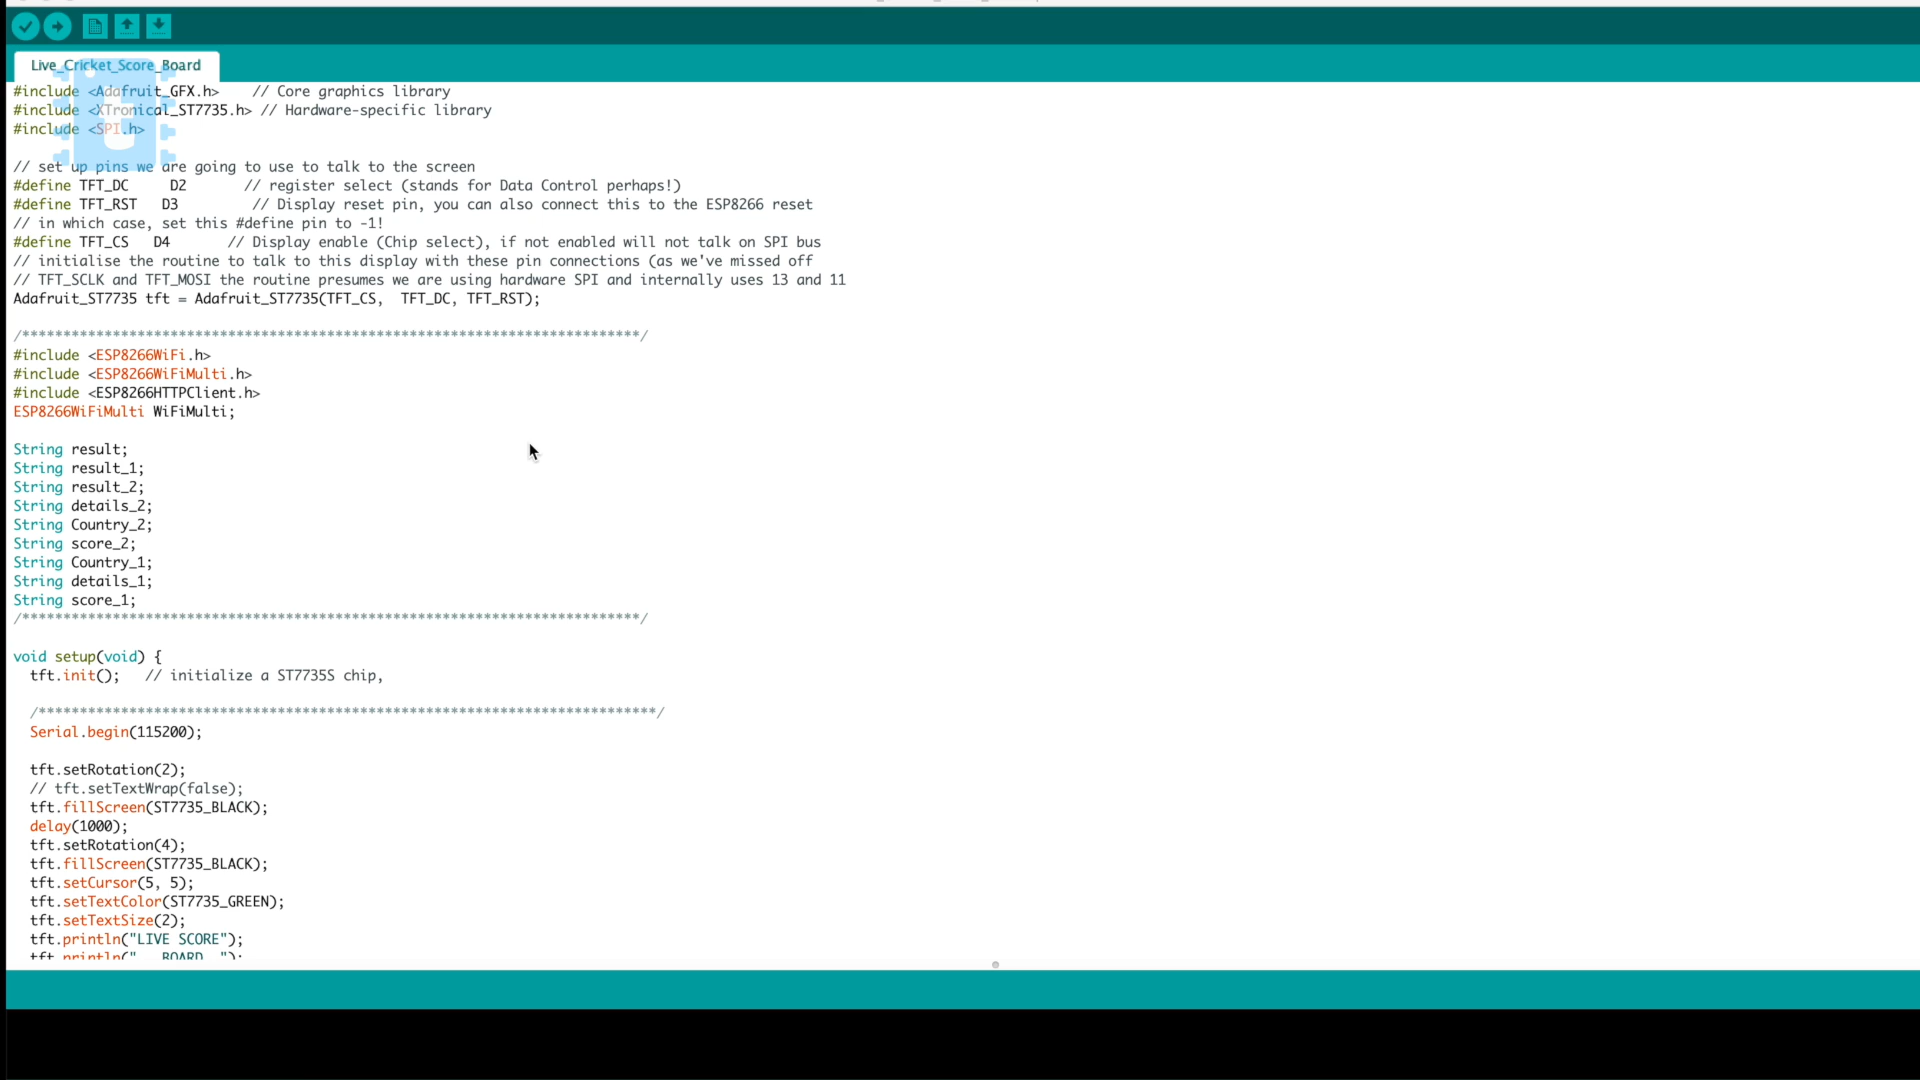 Live_Cricket_Score_Board
#include <Adafruit_GFX.h>    // Core graphics library
#include <XTronical_ST7735.h> // Hardware-specific library
#include <SPI.h>
// set up pins we are going to use to talk to the screen
#define TFT_DC     D2       // register select (stands for Data Control perhaps!)
#define TFT_RST   D3         // Display reset pin, you can also connect this to the ESP8266 reset
// in which case, set this #define pin to -1!
#define TFT_CS   D4       // Display enable (Chip select), if not enabled will not talk on SPI bus
// initialise the routine to talk to this display with these pin connections (as we've missed off
// TFT_SCLK and TFT_MOSI the routine presumes we are using hardware SPI and internally uses 13 and 11
Adafruit_ST7735 tft = Adafruit_ST7735(TFT_CS,  TFT_DC, TFT_RST);
/***************************************************************************/
#include <ESP8266WiFi.h>
#include <ESP8266WiFiMulti.h>
#include <ESP8266HTTPClient.h>
ESP8266WiFiMulti WiFiMulti;
String result;
String result_1;
String result_2;
String details_2;
String Country_2;
String score_2;
String Country_1;
String details_1;
String score_1;
/***************************************************************************/
void setup(void) {
  tft.init();   // initialize a ST7735S chip,
  /***************************************************************************/
  Serial.begin(115200);
  tft.setRotation(2);
  // tft.setTextWrap(false);
  tft.fillScreen(ST7735_BLACK);
  delay(1000);
  tft.setRotation(4);
  tft.fillScreen(ST7735_BLACK);
  tft.setCursor(5, 5);
  tft.setTextColor(ST7735_GREEN);
  tft.setTextSize(2);
  tft.println("LIVE SCORE");
  tft.println("   BOARD  ");